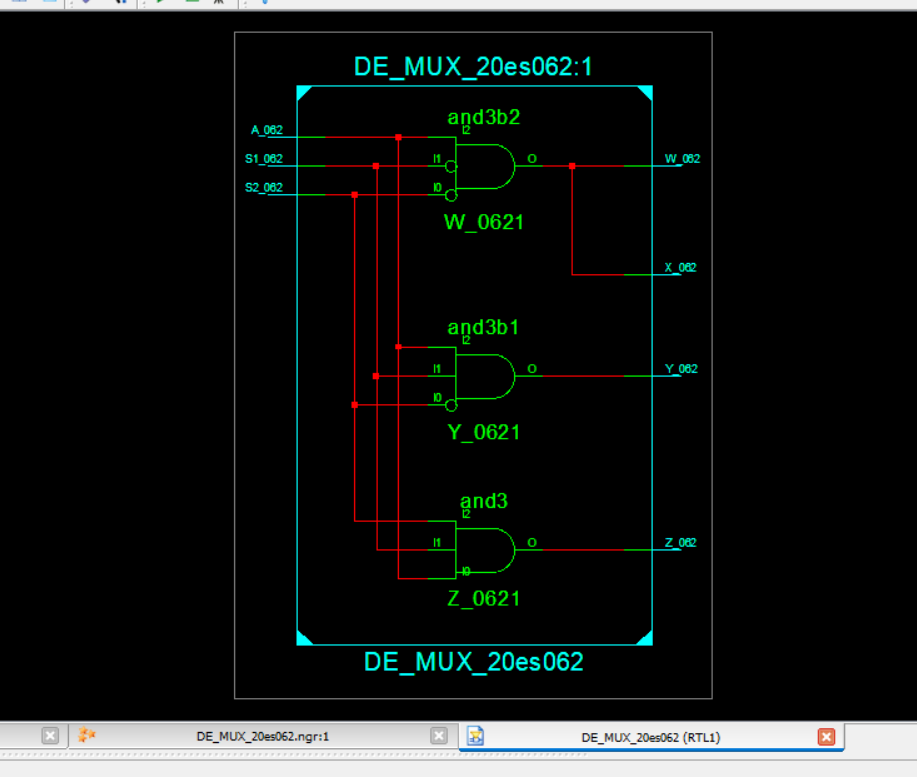 DE_MUX_20es062:1
and3b2
I2
A_062
S1_062
I1
O
W_062
S2_062
I0
W_0621
X_062
and3b1
I2
I1
O
Y_062
I0
Y_0621
and3
I2
I1
O
Z_062
I0
Z_0621
DE_MUX_20es062
DE_MUX_20es062.ngr:1
DE_MUX_20es062 (RTL1)